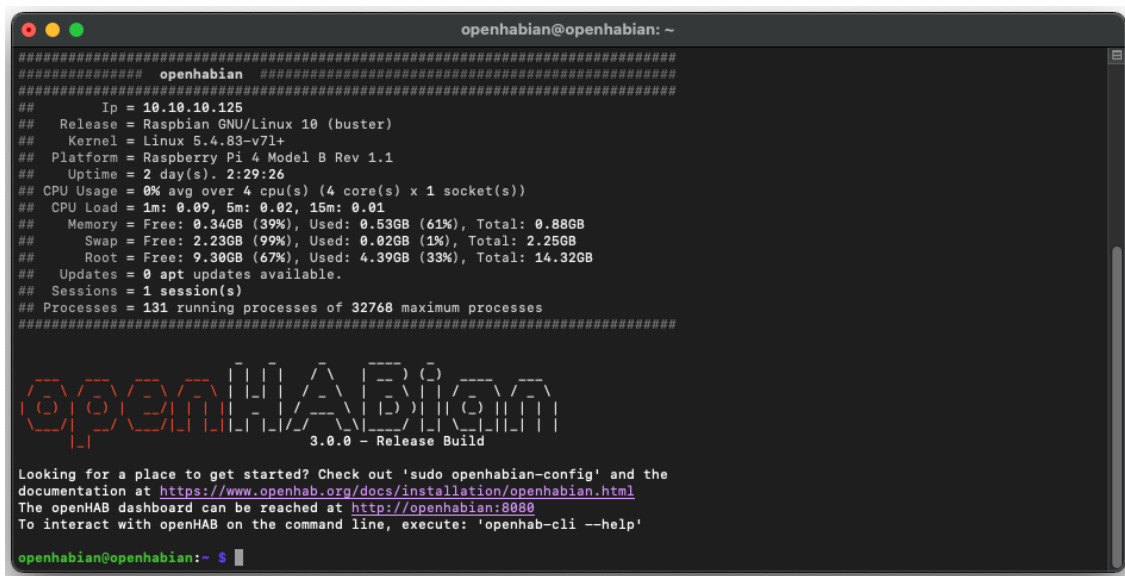 openhabian@openhabian: ~
###############################################################################
############### openhabian ##################################################
###############################################################################
## Ip = 10.10.10.125
## Release = Raspbian GNU/Linux 10 (buster)
## Kernel = Linux 5.4.83-v7l+
## Platform = Raspberry Pi 4 Model B Rev 1.1
## Uptime = 2 day(s). 2:29:26
## CPU Usage = 0% avg over 4 cpu(s) (4 core(s) x 1 socket(s))
## CPU Load = 1m: 0.09, 5m: 0.02, 15m: 0.01
## Memory = Free: 0.34GB (39%), Used: 0.53GB (61%), Total: 0.88GB
## Swap = Free: 2.23GB (99%), Used: 0.02GB (1%), Total: 2.25GB
## Root = Free: 9.30GB (67%), Used: 4.39GB (33%), Total: 14.32GB
## Updates = 0 apt updates available.
## Sessions = 1 session(s)
## Processes = 131 running processes of 32768 maximum processes
###############################################################################
openHABian
3.0.0 – Release Build
Looking for a place to get started? Check out 'sudo openhabian-config' and the
documentation at https://www.openhab.org/docs/installation/openhabian.html
The openHAB dashboard can be reached at http://openhabian:8080
To interact with openHAB on the command line, execute: 'openhab-cli --help'
openhabian@openhabian:~ $